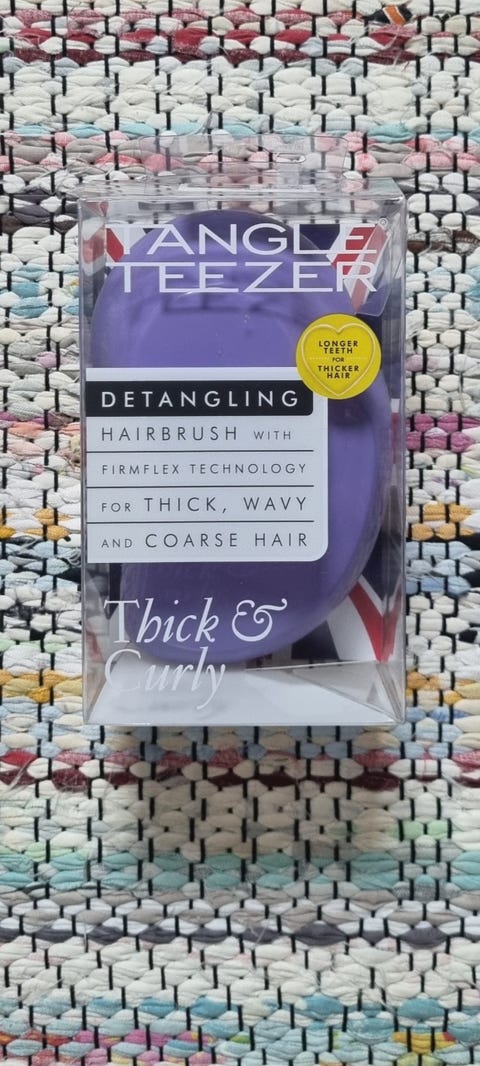 TANGLE
TEEZER®
LONGER
TEETH
FOR
THICKER
HAIR
DETANGLING
HAIRBRUSH WITH
FIRMFLEX TECHNOLOGY
FOR THICK, WAVY
AND COARSE HAIR
Thick &
Curly